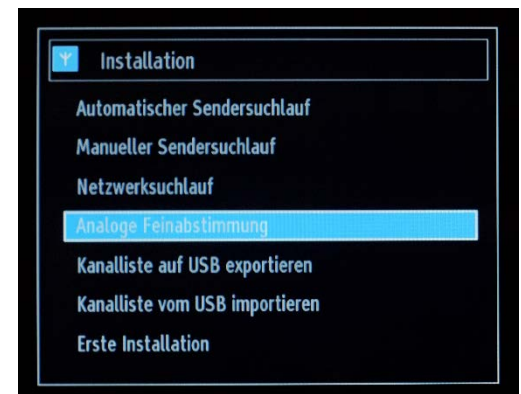 Installation
Automatischer Sendersuchlauf
Manueller Sendersuchlauf
Netzwerksuchlauf
Analoge Feinabstimmung
Kanalliste auf USB exportieren
Kanalliste vom USB importieren
Erste Installation